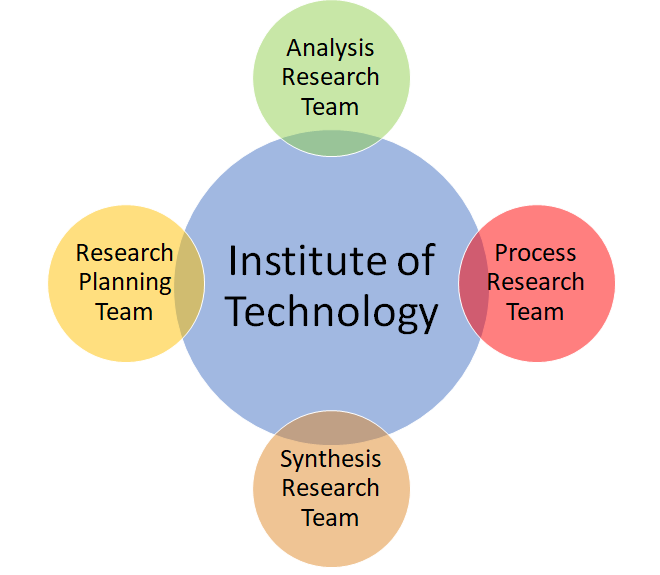 Analysis
Research
Team
Research
Planning
Team
Institute of
Technology
Process
Research
Team
Synthesis
Research
Team